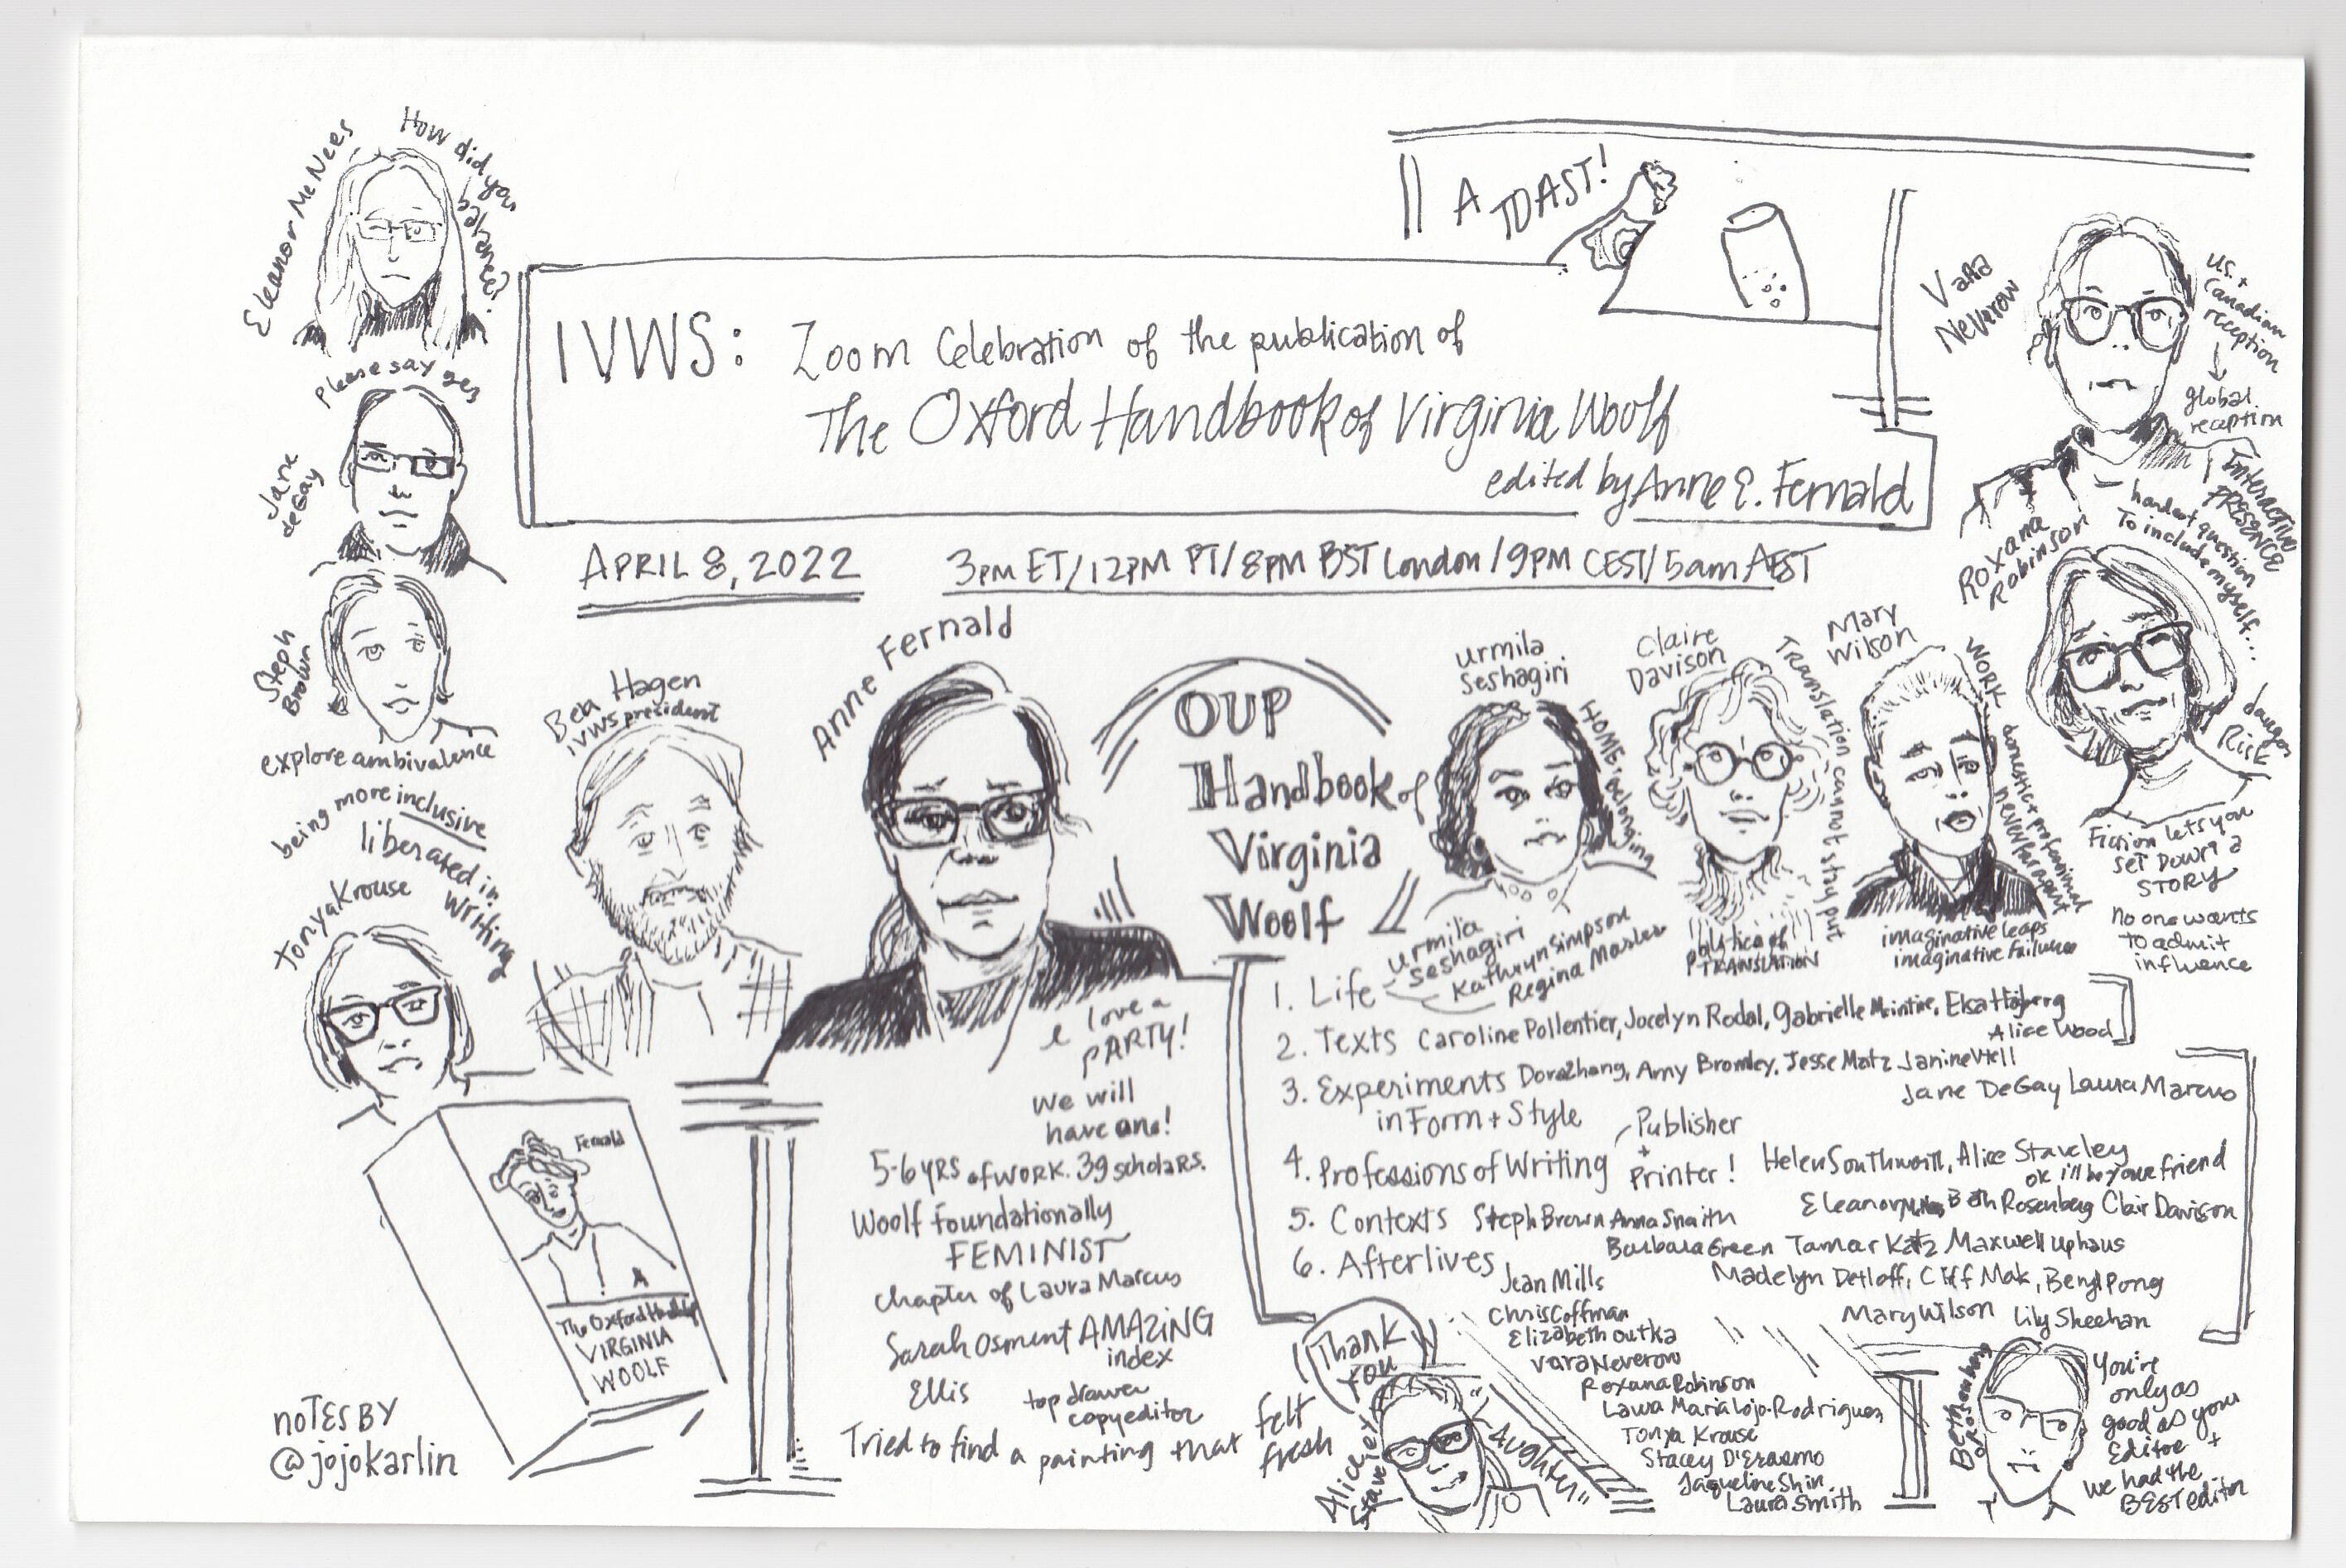 Eleanor McNees
How did you
balance?
A TOAST!
IVWS: Zoom Celebration of the publication of
The Oxford Handbook of Virginia Woolf
edited by Anne E. Fernald
APRIL 8, 2022
3PM ET/12PM PT/8PM BST London/9PM CEST/5am AEST
Please say yes
Jane
deGay
Steph
Brown
explore ambivalence
being more inclusive
liberated in
writing
Tonya Krouse
Bea Hagen
IVWS president
Anne Fernald
OUP
Handbook of
Virginia
Woolf
Urmila
Seshagiri
HOME, belonging
Claire
Davison
Translation cannot stay put
politics of
TRANSLATION
Mary
Wilson
WORK domestic + professional
never far apart
imaginative leaps
imaginative failures
Vara
Neverow
U.S. +
Canadian
reception
global
reception
Interactive
PRESENCE
Roxana
Robinson
hardest question
To include myself...
danger
Risk
Fiction lets you
set down a
STORY
no one wants
to admit
influence
I love a
PARTY!
We will
have one!
5-6 YRS of work. 39 scholars.
Woolf foundationally
FEMINIST
chapter of Laura Marcus
Sarah Osment AMAZING
index
Ellis top drawer
copyeditor
Tried to find a painting that felt
fresh
1. Life Urmila
Seshagiri
Kathryn Simpson
Regina Marler
2. Texts Caroline Pollentier, Jocelyn Rodal, Gabrielle McIntire, Elsa Högberg
Alice Wood
3. Experiments Dora Zhang, Amy Bromley, Jesse Matz Janine Utell
in Form + Style Jane DeGay Laura Marcus
4. Professions of Writing Publisher
+
Printer! Helen Southworth, Alice Staveley
ok i'll be your friend
Eleanor McNees Beth Rosenberg Clair Davison
5. Contexts Steph Brown Anna Snaith
Barbara Green Tamar Katz Maxwell Uphaus
Madelyn Detloff, Cliff Mak, Beryl Pong
Mary Wilson Lily Sheehan
6. Afterlives Jean Mills
Chris Coffman
Elizabeth Outka
Vara Neverow
Roxana Robinson
Laura Maria Lojo-Rodriguez
Tonya Krouse
Stacey D'Erasmo
Jaqueline Shin
Laura Smith
Thank
you
Alice
Staveley
"laughter"
Beth
Rosenberg
You're
only as
good as your
Editor +
we had the
BEST editor
Fernald
The Oxford Handbk
VIRGINIA
WOOLF
NOTES BY
@jojokarlin